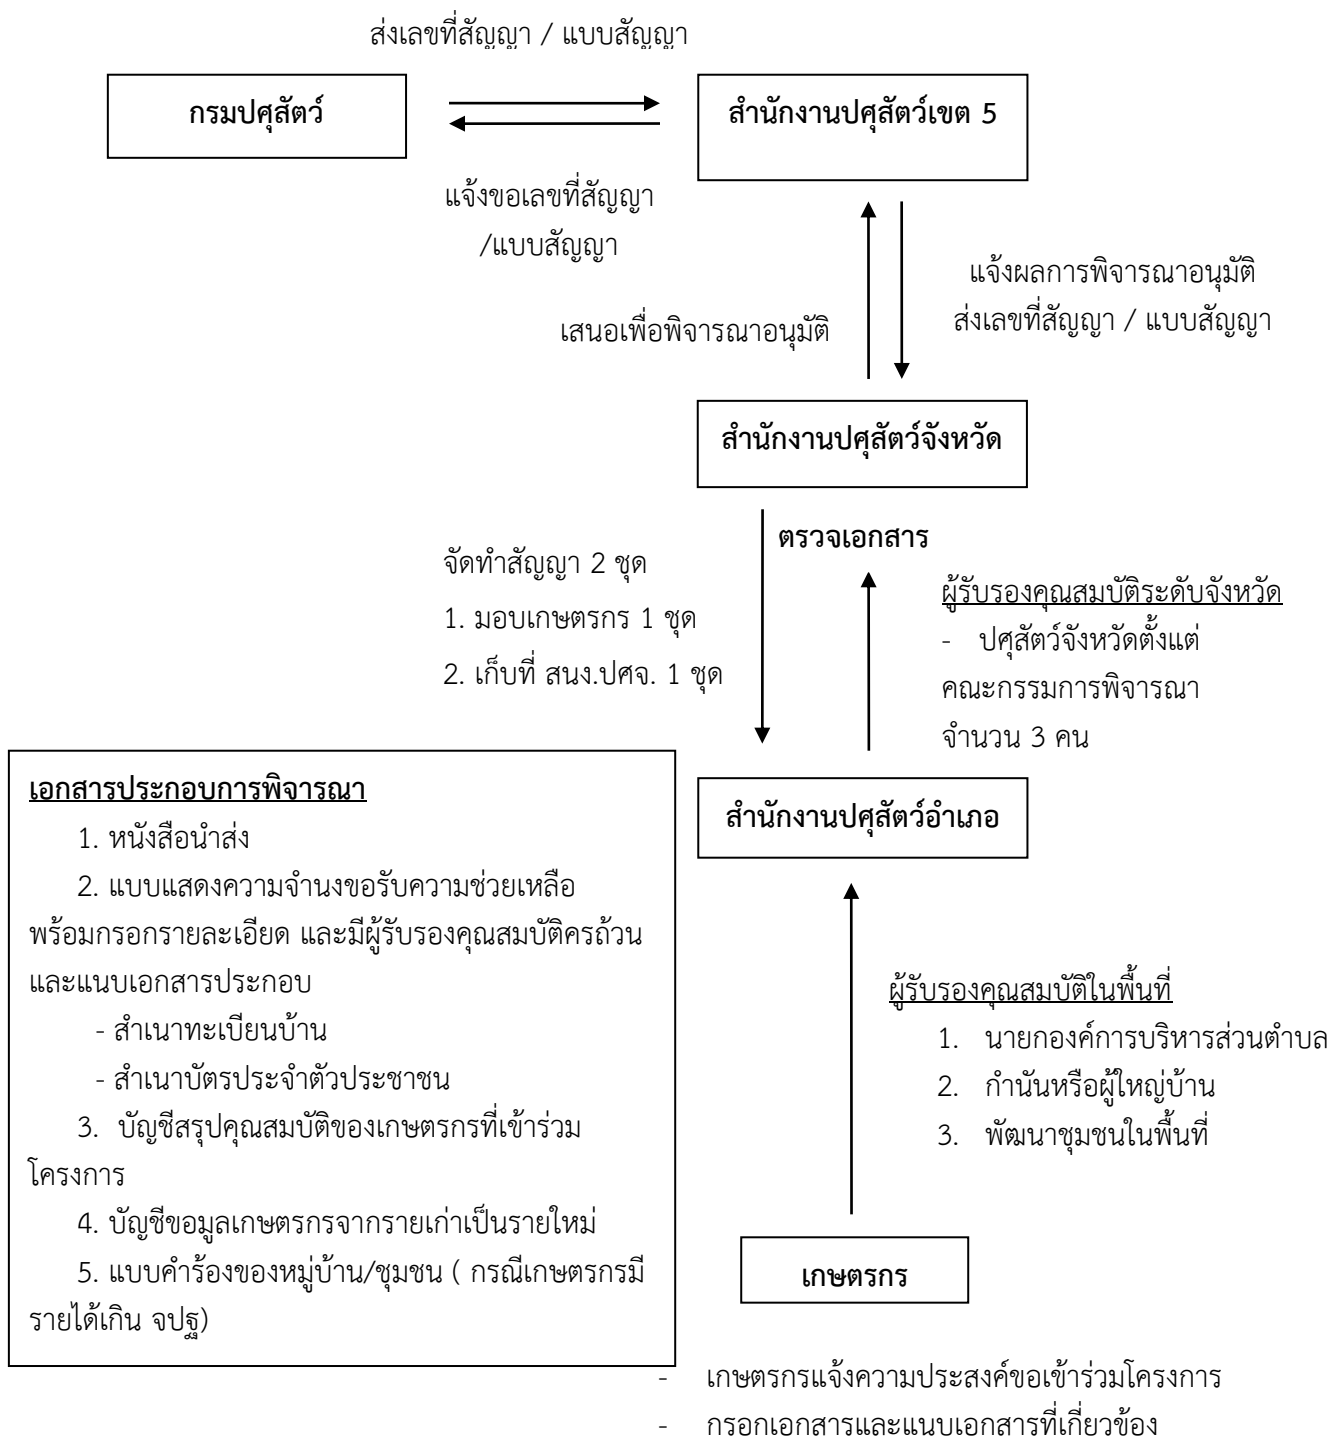 ส่งเลขที่สัญญา / แบบสัญญา
กรมปศุสัตว์
สำนักงานปศุสัตว์เขต 5
แจ้งขอเลขที่สัญญา
/แบบสัญญา
แจ้งผลการพิจารณาอนุมัติ
ส่งเลขที่สัญญา / แบบสัญญา
เสนอเพื่อพิจารณาอนุมัติ
สำนักงานปศุสัตว์จังหวัด
ตรวจเอกสาร
จัดทำสัญญา 2 ชุด
1. มอบเกษตรกร 1 ชุด
2. เก็บที่ สนง.ปศจ. 1 ชุด
ผู้รับรองคุณสมบัติระดับจังหวัด
- ปศุสัตว์จังหวัดตั้งแต่
คณะกรรมการพิจารณา
จำนวน 3 คน
สำนักงานปศุสัตว์อำเภอ
เอกสารประกอบการพิจารณา
1. หนังสือนำส่ง
2. แบบแสดงความจำนงขอรับความช่วยเหลือ
พร้อมกรอกรายละเอียด และมีผู้รับรองคุณสมบัติครถ้วน
และแนบเอกสารประกอบ
- สำเนาทะเบียนบ้าน
- สำเนาบัตรประจำตัวประชาชน
3. บัญชีสรุปคุณสมบัติของเกษตรกรที่เข้าร่วม
โครงการ
4. บัญชีขอมูลเกษตรกรจากรายเก่าเป็นรายใหม่
5. แบบคำร้องของหมู่บ้าน/ชุมชน ( กรณีเกษตรกรมี
รายได้เกิน จปฐ)
ผู้รับรองคุณสมบัติในพื้นที่
1. นายกองค์การบริหารส่วนตำบล
2. กำนันหรือผู้ใหญ่บ้าน
3. พัฒนาชุมชนในพื้นที่
เกษตรกร
- เกษตรกรแจ้งความประสงค์ขอเข้าร่วมโครงการ
- กรอกเอกสารและแนบเอกสารที่เกี่ยวข้อง